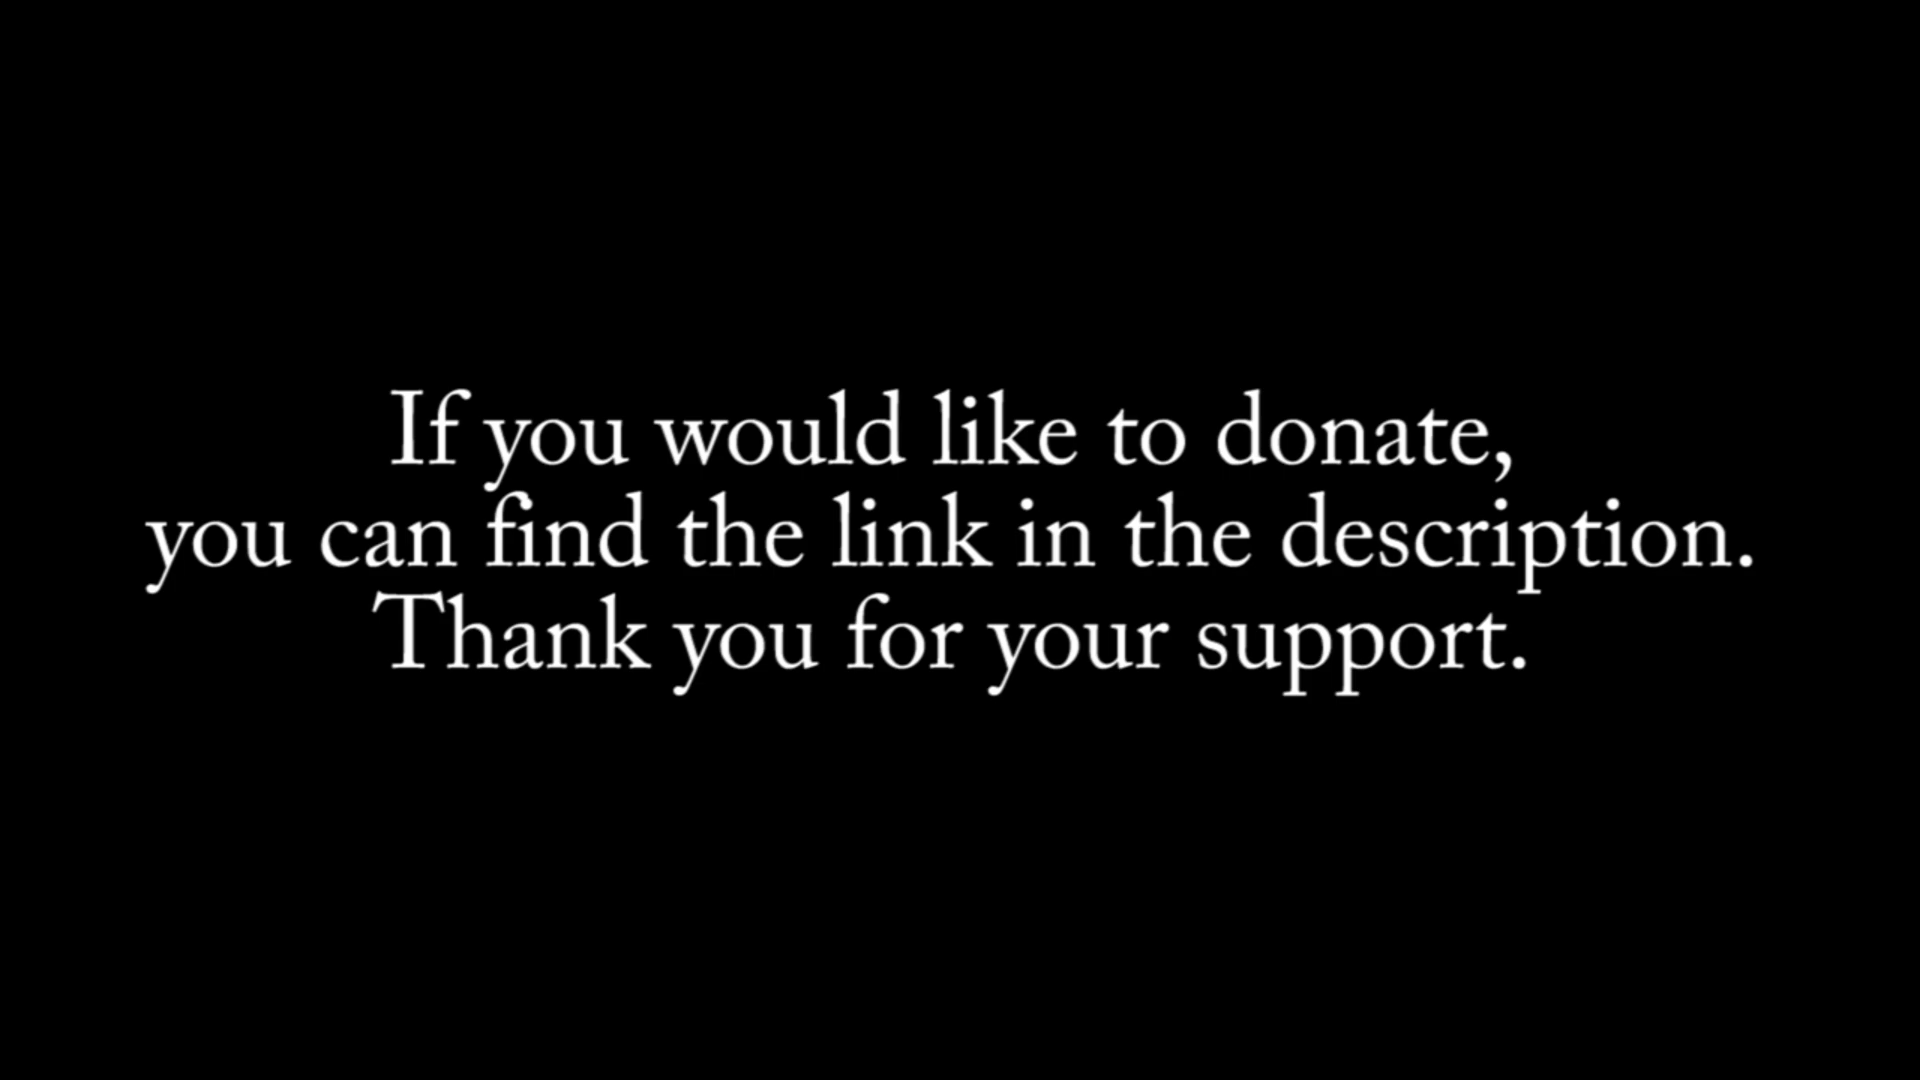 If you would like to donate,
you can find the link in the description.
Thank you for your support.